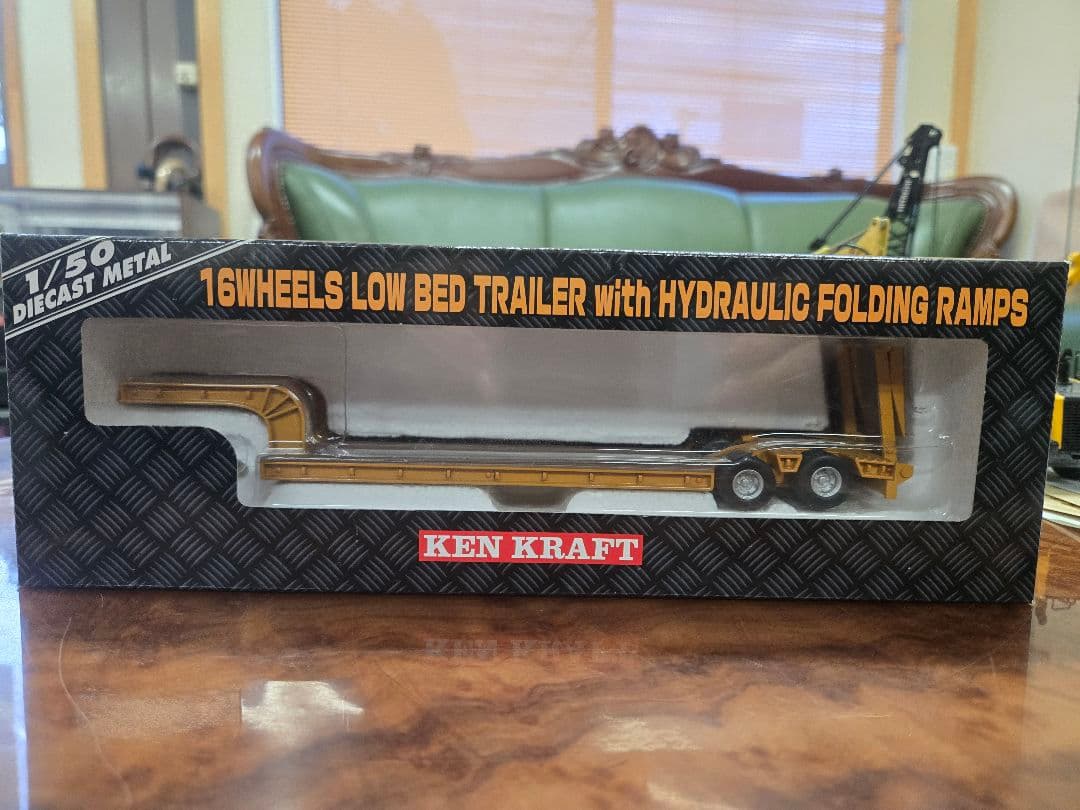 1/50
DIECAST METAL
16WHEELS LOW BED TRAILER with HYDRAULIC FOLDING RAMPS
KEN KRAFT